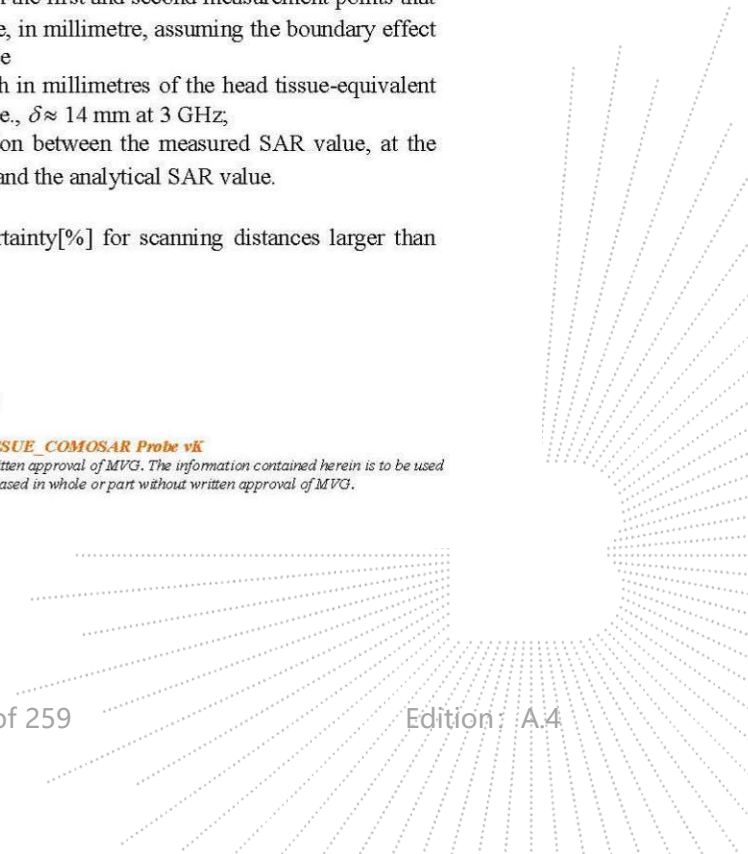 the first and second measurement points that
e, in millimetre, assuming the boundary effect
e
h in millimetres of the head tissue-equivalent
e., δ≈ 14 mm at 3 GHz;
on between the measured SAR value, at the
and the analytical SAR value.
rtainty[%] for scanning distances larger than
SSUE_COMOSAR Probe vK
itten approval of MVG. The information contained herein is to be used
ased in whole or part without written approval of MVG.
of 259
Edition: A.4